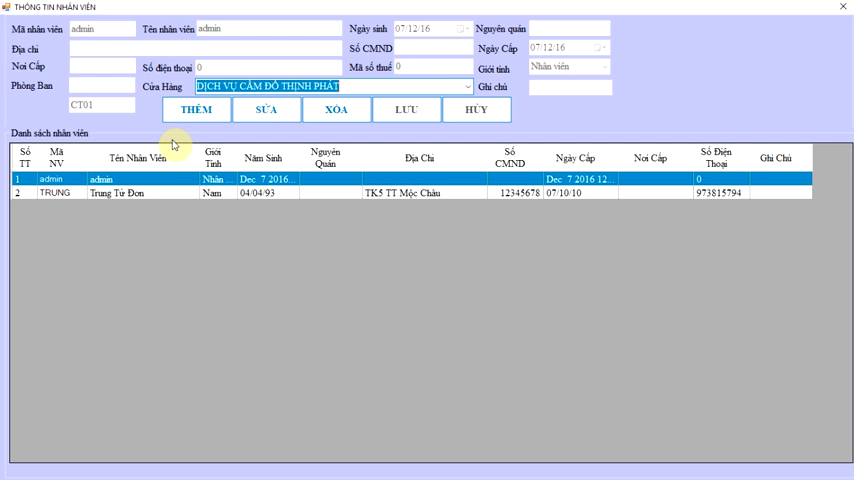 THÔNG TIN NHÂN VIÊN
Mã nhân viên admin Tên nhân viên admin Ngày sinh 07/12/16 Nguyên quán
Địa chỉ Số CMND Ngày Cấp 07/12/16
Nơi Cấp Số điện thoại 0 Mã số thuế 0 Giới tính Nhân viên
Phòng Ban Cửa Hàng DỊCH VỤ CẦM ĐỒ THỊNH PHÁT Ghi chú
CT01 THÊM SỬA XÓA LƯU HỦY
Danh sách nhân viên
Số TT Mã NV Tên Nhân Viên Giới Tính Năm Sinh Nguyên Quán Địa Chỉ Số CMND Ngày Cấp Nơi Cấp Số Điện Thoại Ghi Chú
1 admin admin Nhân ... Dec 7 2016... Dec 7 2016 12... 0
2 TRUNG Trung Tử Đơn Nam 04/04/93 TK5 TT Mộc Châu 12345678 07/10/10 973815794